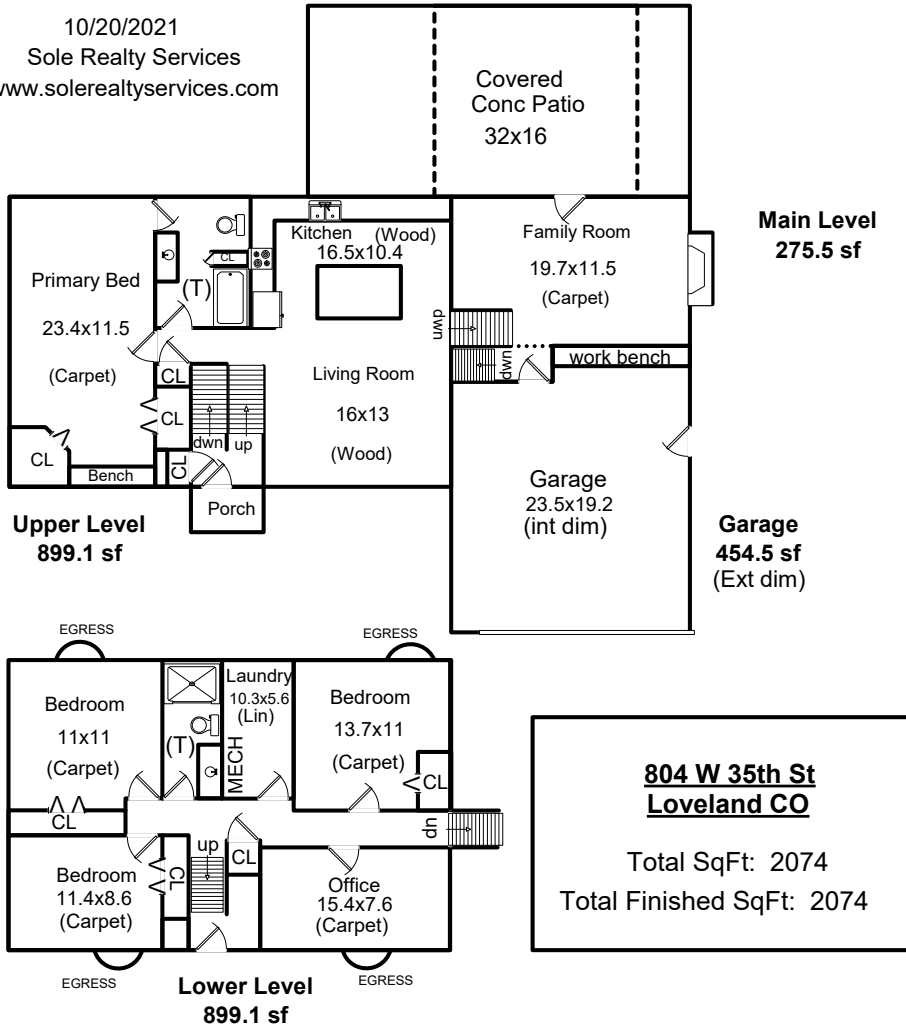 10/20/2021
Sole Realty Services
www.solerealtyservices.com
Covered
Conc Patio
32x16
Main Level
275.5 sf
Primary Bed
23.4x11.5
(Carpet)
CL
Bench
CL
CL
CL
(T)
CL
Kitchen (Wood)
16.5x10.4
Living Room
16x13
(Wood)
dwn
up
Porch
Family Room
19.7x11.5
(Carpet)
dwn
dwn
work bench
Garage
23.5x19.2
(int dim)
Upper Level
899.1 sf
Garage
454.5 sf
(Ext dim)
EGRESS
EGRESS
Bedroom
11x11
(Carpet)
CL
(T)
Laundry
10.3x5.6
(Lin)
MECH
Bedroom
13.7x11
(Carpet)
CL
up
up
CL
CL
Bedroom
11.4x8.6
(Carpet)
Office
15.4x7.6
(Carpet)
EGRESS
EGRESS
Lower Level
899.1 sf
804 W 35th St
Loveland CO
Total SqFt: 2074
Total Finished SqFt: 2074